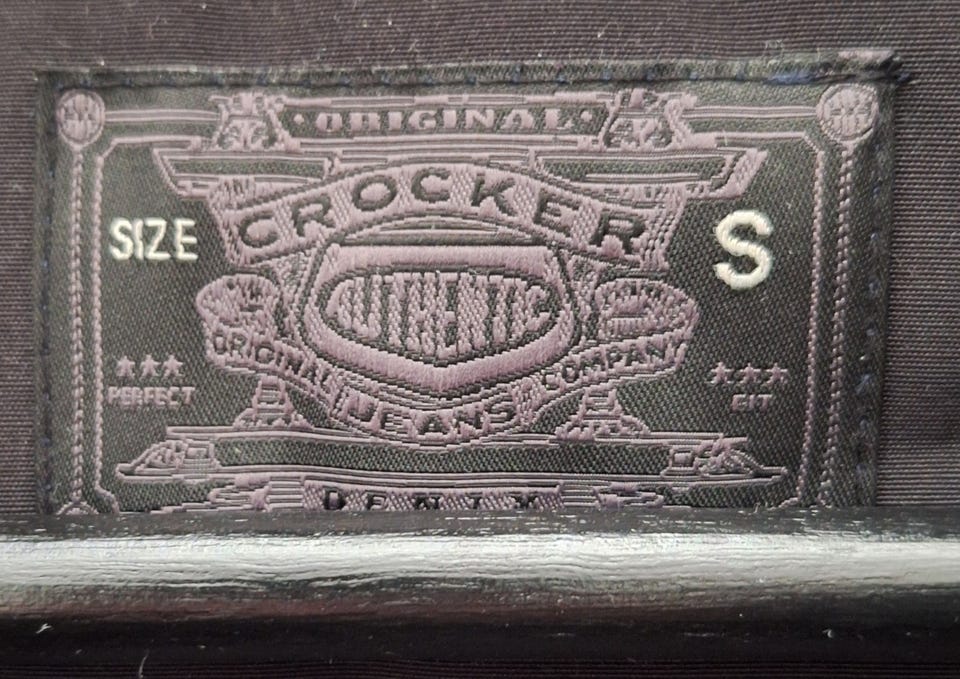 ORIGINAL
CROCKER
SIZE
S
AUTHENTIC
ORIGINAL JEANS COMPANY
★★★
★★★
PERFECT
FIT
DENIM